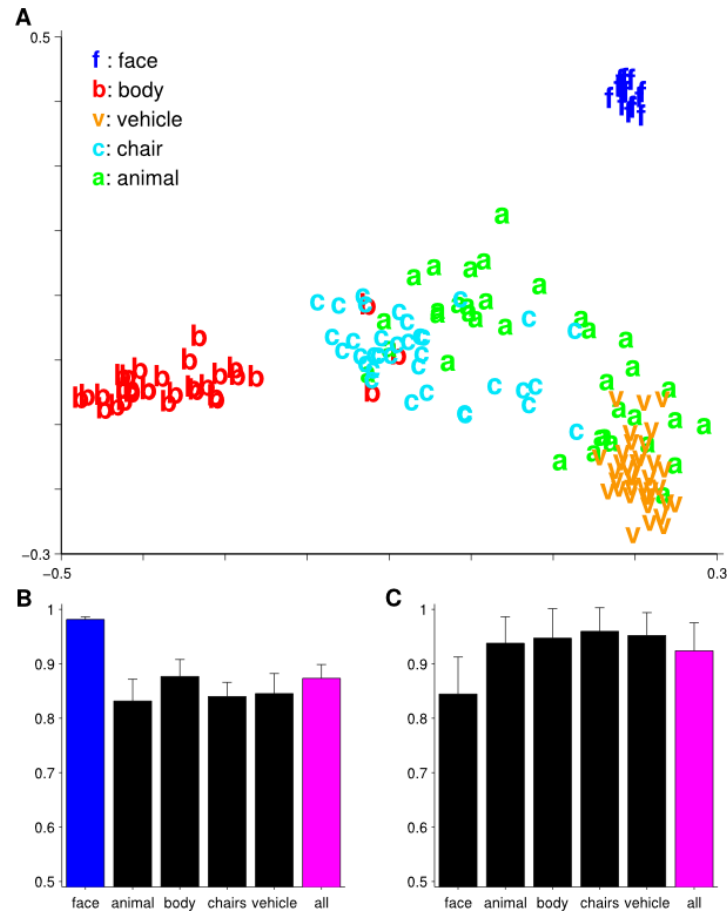 A
0.5
f : face
b: body
v: vehicle
c: chair
a: animal
-0.3
-0.5
0.3
B
C
1
0.9
0.8
0.7
0.6
0.5
face animal body chairs vehicle all
1
0.9
0.8
0.7
0.6
0.5
face animal body chairs vehicle all